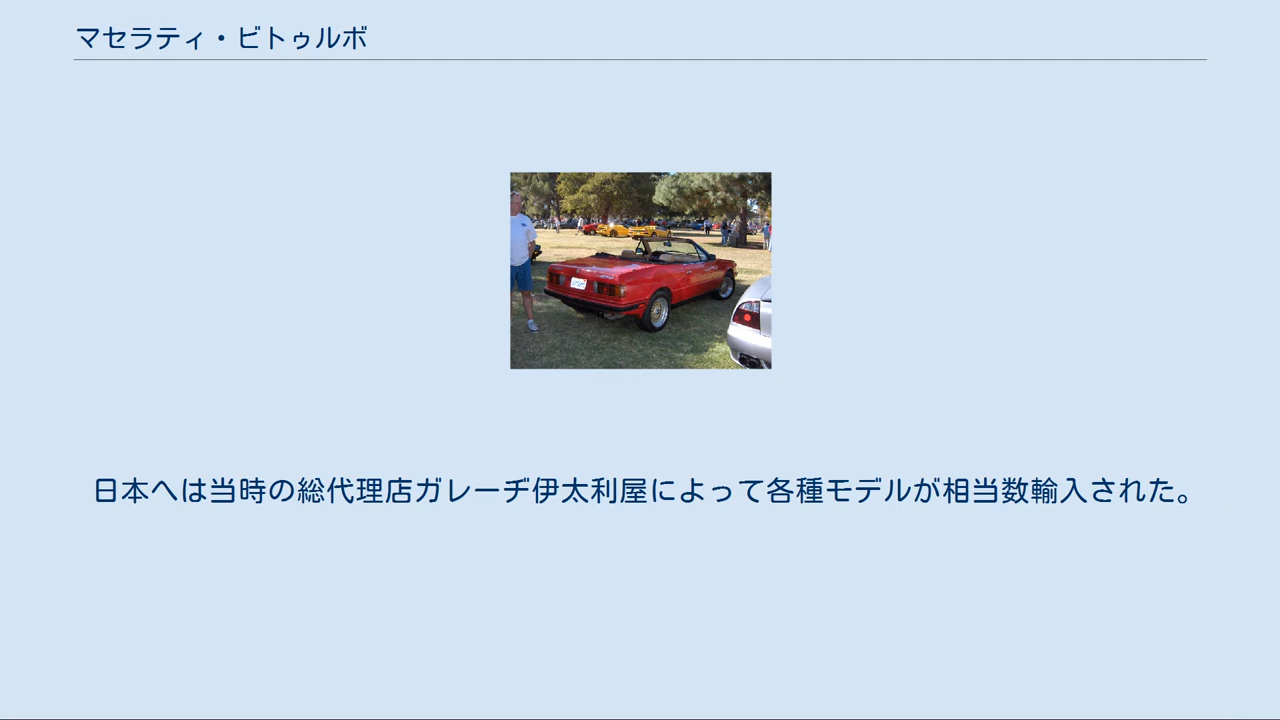 マセラティ・ビトゥルボ
日本へは当時の総代理店ガレーヂ伊太利屋によって各種モデルが相当数輸入された。